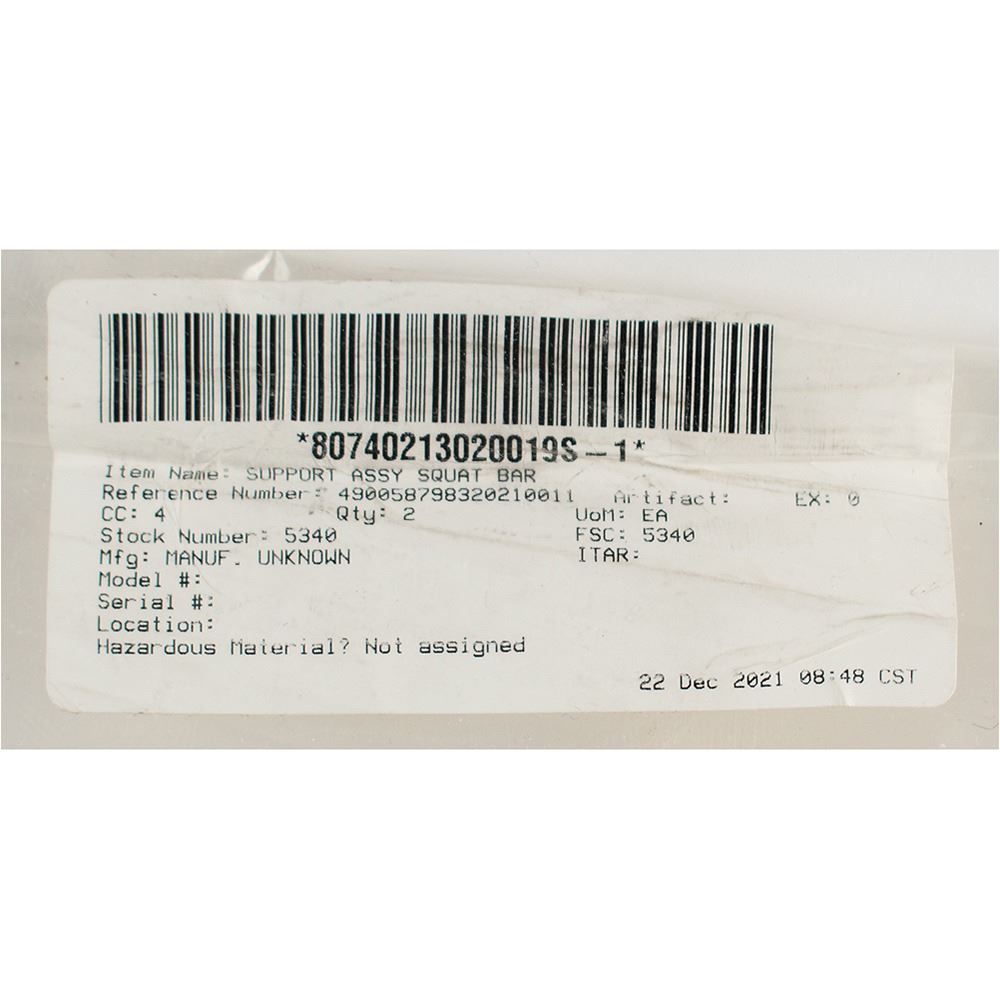 *80740213020019S-1*
Item Name: SUPPORT ASSY SQUAT BAR
Reference Number: 490058798320210011 Artifact: EX: 0
CC: 4 Qty: 2 UoM: EA
Stock Number: 5340 FSC: 5340
Mfg: MANUF. UNKNOWN ITAR:
Model #:
Serial #:
Location:
Hazardous Material? Not assigned
22 Dec 2021 08:48 CST